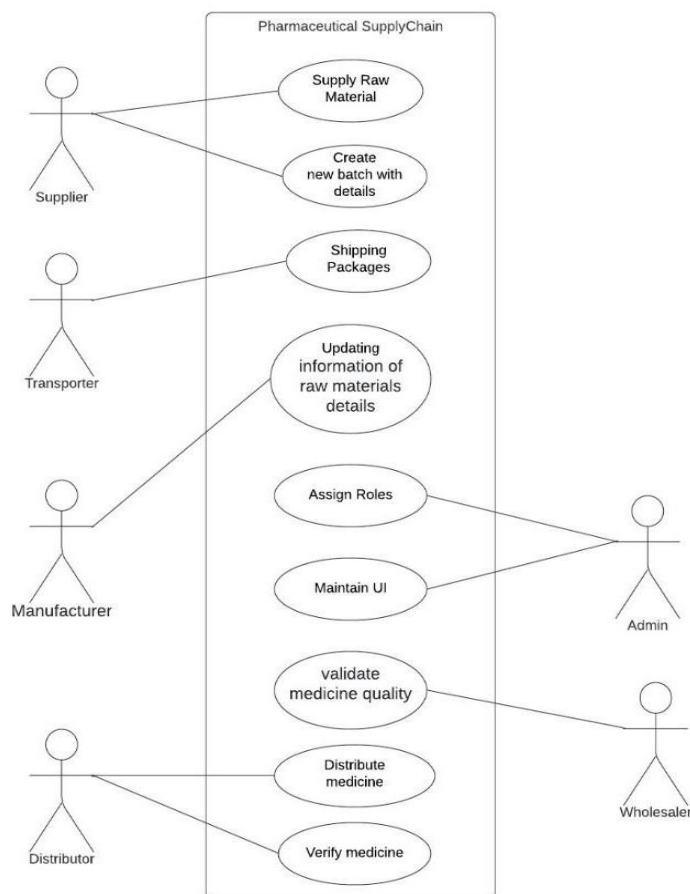 Pharmaceutical SupplyChain
Supply Raw
Material
Create
new batch with
details
Supplier
Shipping
Packages
Transporter
Updating
information of
raw materials
details
Assign Roles
Manufacturer
Maintain UI
Admin
validate
medicine quality
Distribute
medicine
Wholesaler
Verify medicine
Distributor